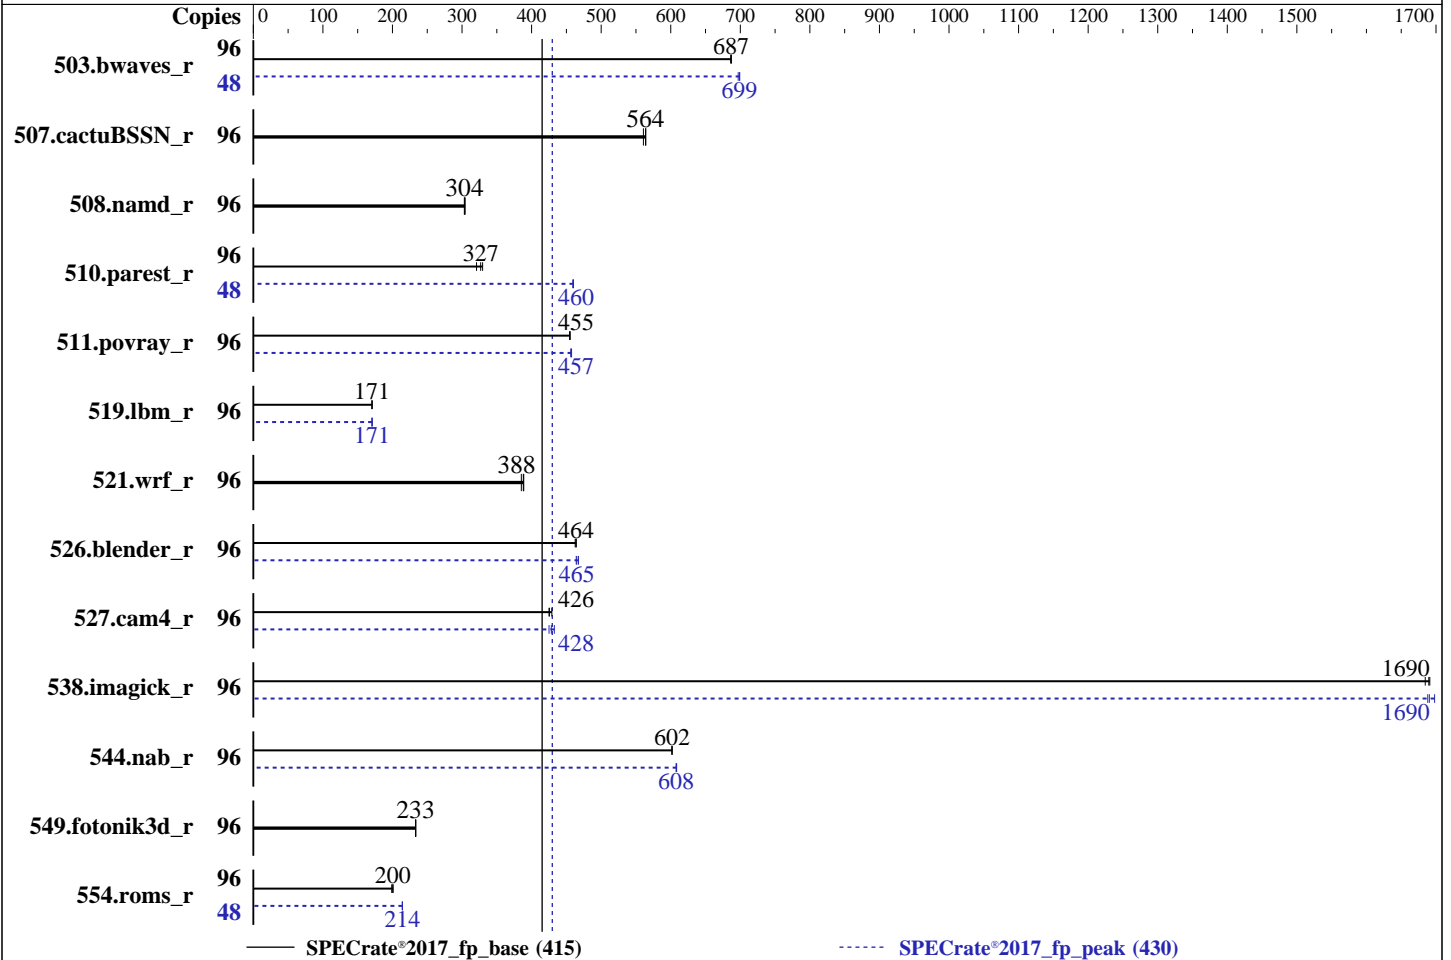 Copies 0 100 200 300 400 500 600 700 800 900 1000 1100 1200 1300 1400 1500 1700
503.bwaves_r 96 687
48 699
507.cactuBSSN_r 96 564
508.namd_r 96 304
510.parest_r 96 327
48 460
511.povray_r 96 455
457
519.lbm_r 96 171
171
521.wrf_r 96 388
526.blender_r 96 464
465
527.cam4_r 96 426
428
538.imagick_r 96 1690
1690
544.nab_r 96 602
608
549.fotonik3d_r 96 233
554.roms_r 96 200
48 214
SPECrate®2017_fp_base (415) SPECrate®2017_fp_peak (430)